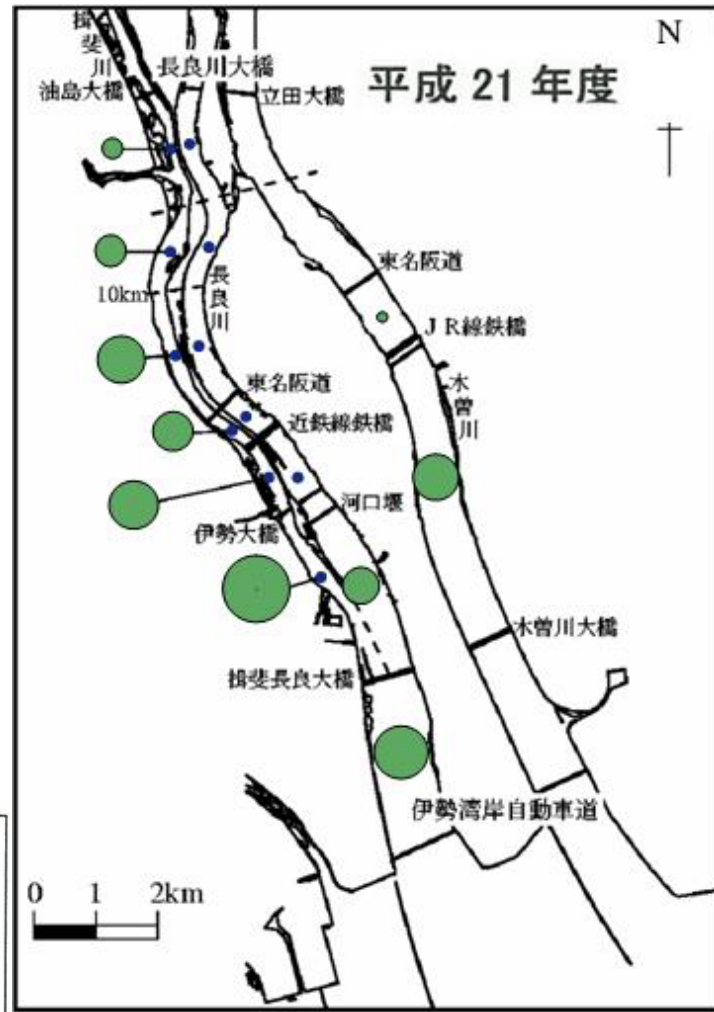 揖斐川
長良川大橋
N
油島大橋
立田大橋
平成 21 年度
東名阪道
10km
長良川
JR線鉄橋
東名阪道
木曽川
近鉄線鉄橋
河口堰
伊勢大橋
木曽川大橋
揖斐長良大橋
伊勢湾岸自動車道
0 1 2km